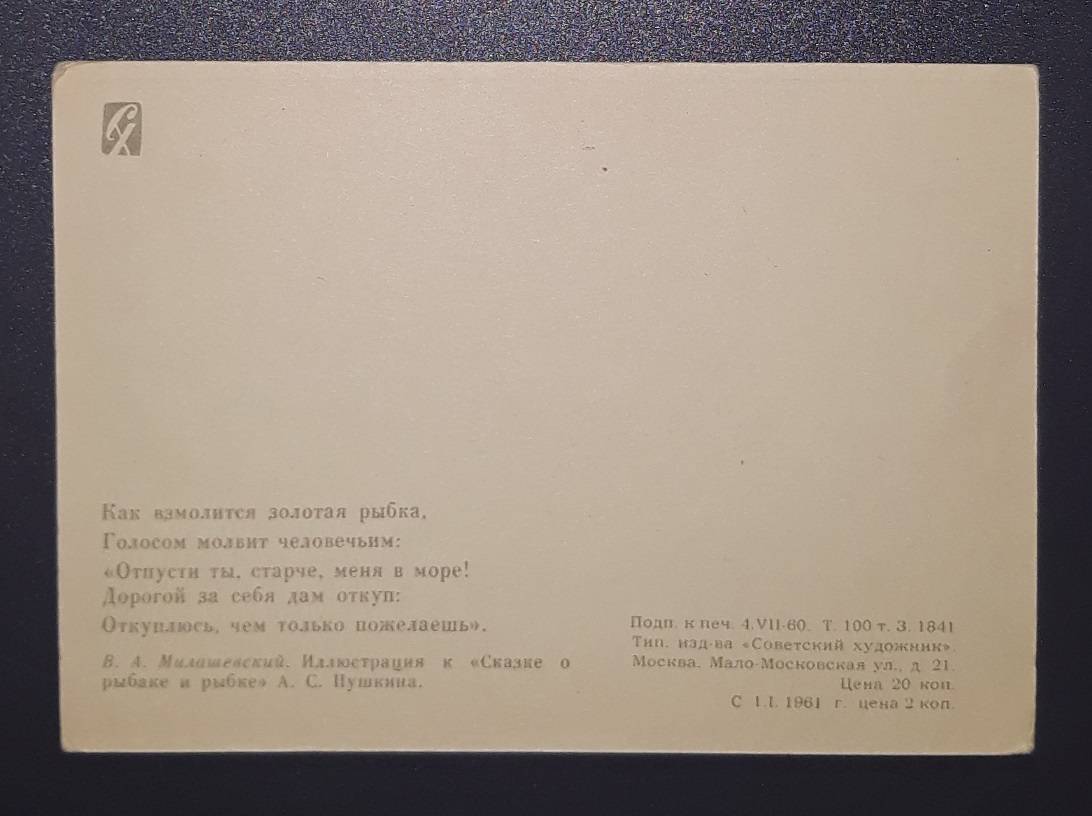 СХ
Как взмолится золотая рыбка,
Голосом молвит человечьим:
«Отпусти ты, старче, меня в море!
Дорогой за себя дам откуп:
Откуплюсь, чем только пожелаешь».
В. А. Милашевский. Иллюстрация к «Сказке о
рыбаке и рыбке» А. С. Пушкина.
Подп. к печ. 4.VII-60. Т. 100 т. З. 1841
Тип. изд-ва «Советский художник».
Москва. Мало-Московская ул., д 21.
Цена 20 коп.
С 1.I. 1961 г. цена 2 коп.